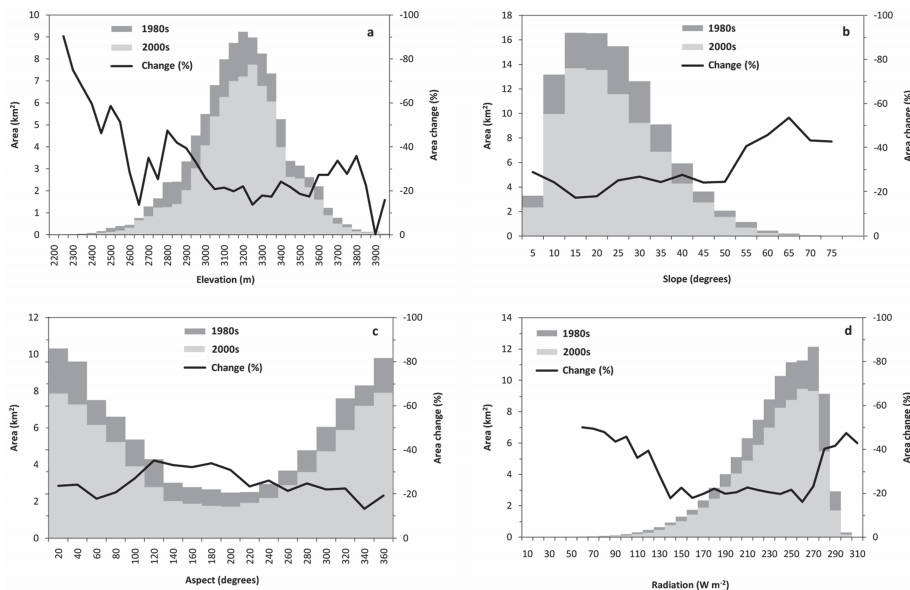 a
1980s
2000s
Change (%)
Area (km²)
10
9
8
7
6
5
4
3
2
1
0
-100
-80
-60
-40
-20
0
Area change (%)
2200 2300 2400 2500 2600 2700 2800 2900 3000 3100 3200 3300 3400 3500 3600 3700 3800 3900
Elevation (m)
b
1980s
2000s
Change (%)
Area (km²)
18
16
14
12
10
8
6
4
2
0
-100
-80
-60
-40
-20
0
Area change (%)
5 10 15 20 25 30 35 40 45 50 55 60 65 70 75
Slope (degrees)
c
1980s
2000s
Change (%)
Area (km²)
12
10
8
6
4
2
0
-100
-80
-60
-40
-20
0
Area change (%)
20 40 60 80 100 120 140 160 180 200 220 240 260 280 300 320 340 360
Aspect (degrees)
d
1980s
2000s
Change (%)
Area (km²)
14
12
10
8
6
4
2
0
-100
-80
-60
-40
-20
0
Area change (%)
10 30 50 70 90 110 130 150 170 190 210 230 250 270 290 310
Radiation (W m⁻²)